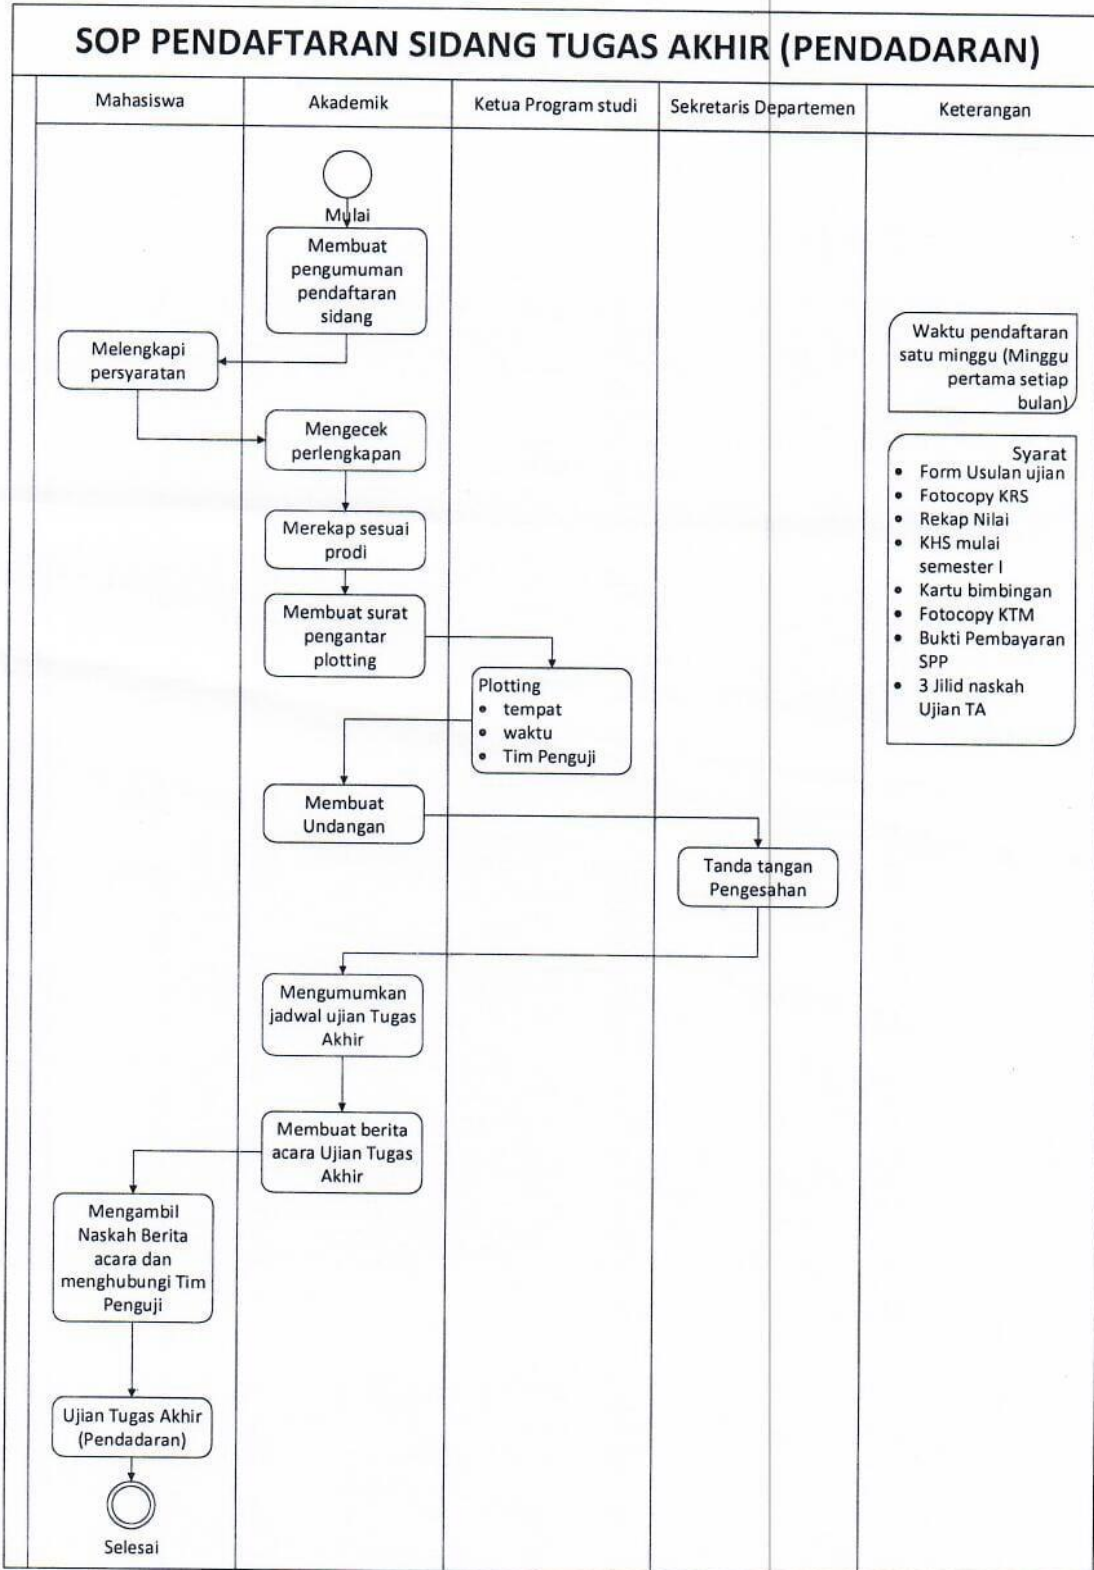 SOP PENDAFTARAN SIDANG TUGAS AKHIR (PENDADARAN)
Mahasiswa
Akademik
Ketua Program studi
Sekretaris Departemen
Keterangan
Mulai
Membuat
pengumuman
pendaftaran
sidang
Melengkapi
persyaratan
Waktu pendaftaran
satu minggu (Minggu
pertama setiap
bulan)
Mengecek
perlengkapan
Syarat
• Form Usulan ujian
• Fotocopy KRS
• Rekap Nilai
• KHS mulai
semester I
• Kartu bimbingan
• Fotocopy KTM
• Bukti Pembayaran
SPP
• 3 Jilid naskah
Ujian TA
Merekap sesuai
prodi
Membuat surat
pengantar
plotting
Plotting
• tempat
• waktu
• Tim Penguji
Membuat
Undangan
Tanda tangan
Pengesahan
Mengumumkan
jadwal ujian Tugas
Akhir
Membuat berita
acara Ujian Tugas
Akhir
Mengambil
Naskah Berita
acara dan
menghubungi Tim
Penguji
Ujian Tugas Akhir
(Pendadaran)
Selesai